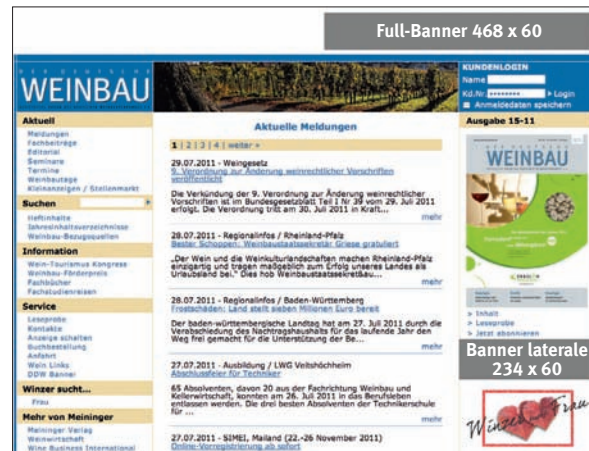 Full-Banner 468 x 60
DER DEUTSCHE
WEINBAU
KUNDENLOGIN
Name
Kd.Nr.
Login
Anmeldedaten speichern
Aktuell
Meldungen
Fachbeiträge
Editorial
Seminare
Termine
Weinbautage
Kleinanzeigen / Stellenmarkt
Suchen
Heftinhalte
Jahresinhaltsverzeichnisse
Weinbau-Bezugsquellen
Information
Wein-Tourismus Kongress
Weinbau-Förderpreis
Fachbücher
Fachstudienreisen
Service
Leseprobe
Kontakte
Anzeige schalten
Buchbestellung
Anfahrt
Wein Links
DDW Banner
Winzer sucht...
Frau
Mehr von Meininger
Meininger Verlag
Weinwirtschaft
Wine Business International
Aktuelle Meldungen
1 | 2 | 3 | 4 | weiter »
29.07.2011 - Weingesetz
9. Verordnung zur Änderung weinrechtlicher Vorschriften
veröffentlicht
Die Verkündung der 9. Verordnung zur Änderung weinrechtlicher
Vorschriften ist in Bundesgesetzblatt Teil I Nr 39 vom 29. Juli 2011
erfolgt. Die Verordnung tritt am 30. Juli 2011 in Kraft...
mehr
28.07.2011 - Regionalinfos / Rheinland-Pfalz
Bester Schoppen: Weinbaustaatssekretär Griese gratuliert
„Der Wein und die Weinkulturlandschaften machen Rheinland-Pfalz
einzigartig und tragen maßgeblich zum Erfolg unseres Landes als
Urlaubsland bei." Dies hob Weinbaustaatssekretäau...
mehr
28.07.2011 - Regionalinfos / Baden-Württemberg
Frostschäden: Land stellt sieben Millionen Euro bereit
Der baden-württembergische Landtag hat am 27. Juli 2011 durch die
Verabschiedung des Nachtragshaushalts für das laufende Jahr den
Weg frei gemacht für die Unterstützung der Be...
mehr
27.07.2011 - Ausbildung / LWG Veitshöchheim
Abschlussfeier für Techniker
65 Absolventen, davon 20 aus der Fachrichtung Weinbau und
Kellerwirtschaft, konnten am 26. Juli 2011 in das Berufsleben
entlassen werden. Die drei besten Absolventen der Technikerschule
für ...
mehr
27.07.2011 - SIMEI, Mailand (22.-26 November 2011)
Online-Vorregistrierung ab sofort
Ausgabe 15-11
WEINBAU
» Inhalt
» Leseprobe
» Jetzt abonnieren
Banner laterale
234 x 60
Winzer Frau